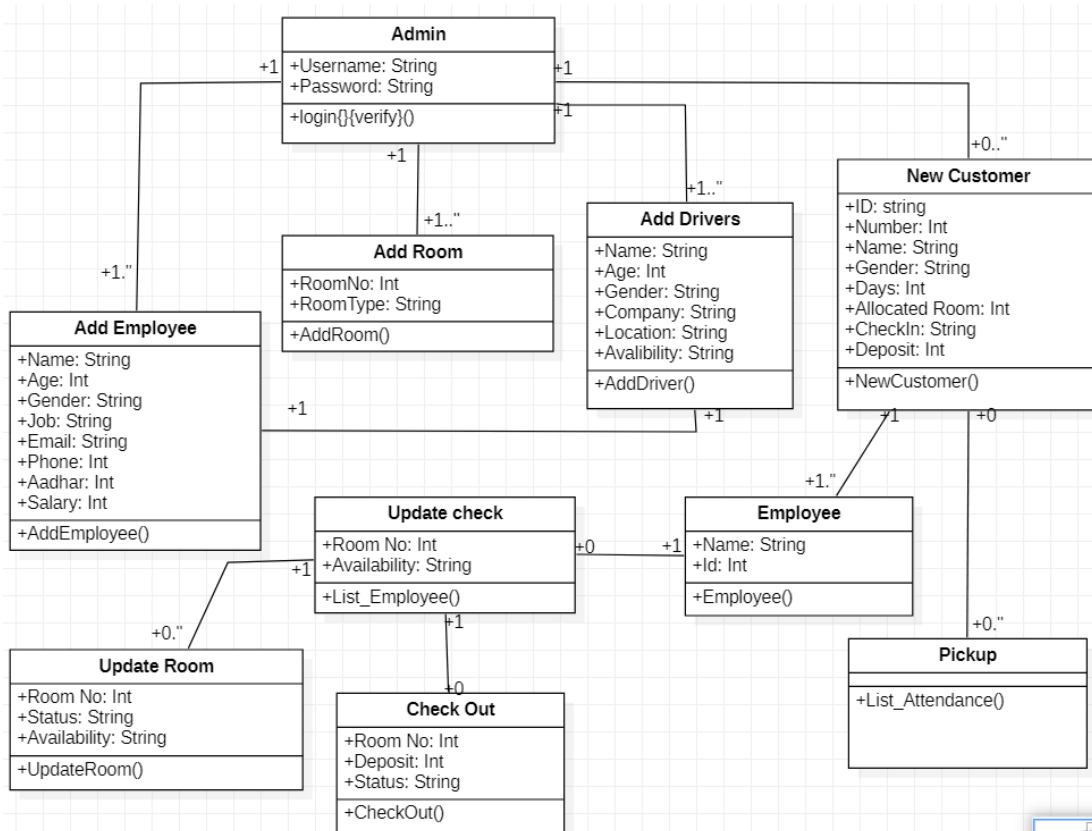 Admin
+Username: String
+Password: String
+login{}{verify}()
+1
+1
+1
+1
+0.."
+1.."
+1.."
+1."
New Customer
+ID: string
+Number: Int
+Name: String
+Gender: String
+Days: Int
+Allocated Room: Int
+CheckIn: String
+Deposit: Int
+NewCustomer()
Add Drivers
+Name: String
+Age: Int
+Gender: String
+Company: String
+Location: String
+Avalibility: String
+AddDriver()
Add Room
+RoomNo: Int
+RoomType: String
+AddRoom()
Add Employee
+Name: String
+Age: Int
+Gender: String
+Job: String
+Email: String
+Phone: Int
+Aadhar: Int
+Salary: Int
+AddEmployee()
+1
+1
+1
+0
+1."
Update check
+Room No: Int
+Availability: String
+List_Employee()
+0
+1
Employee
+Name: String
+Id: Int
+Employee()
+1
+0."
+1
+0
+0."
Update Room
+Room No: Int
+Status: String
+Availability: String
+UpdateRoom()
Check Out
+Room No: Int
+Deposit: Int
+Status: String
+CheckOut()
Pickup
+List_Attendance()